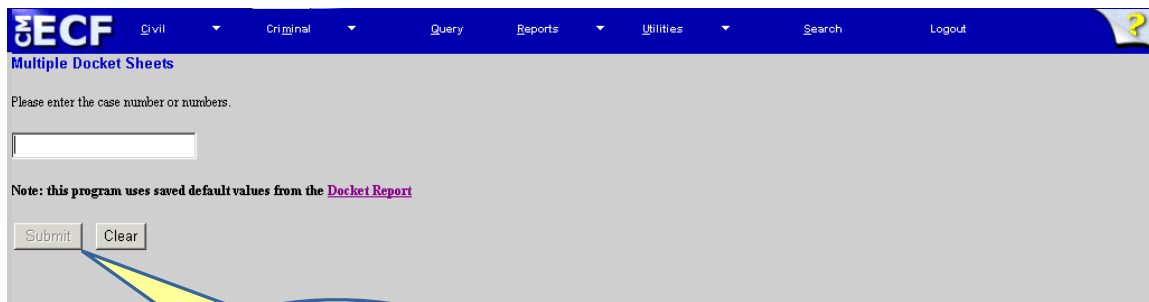 CM ECF Civil Criminal Query Reports Utilities Search Logout ?
Multiple Docket Sheets
Please enter the case number or numbers.
Note: this program uses saved default values from the Docket Report
Submit Clear